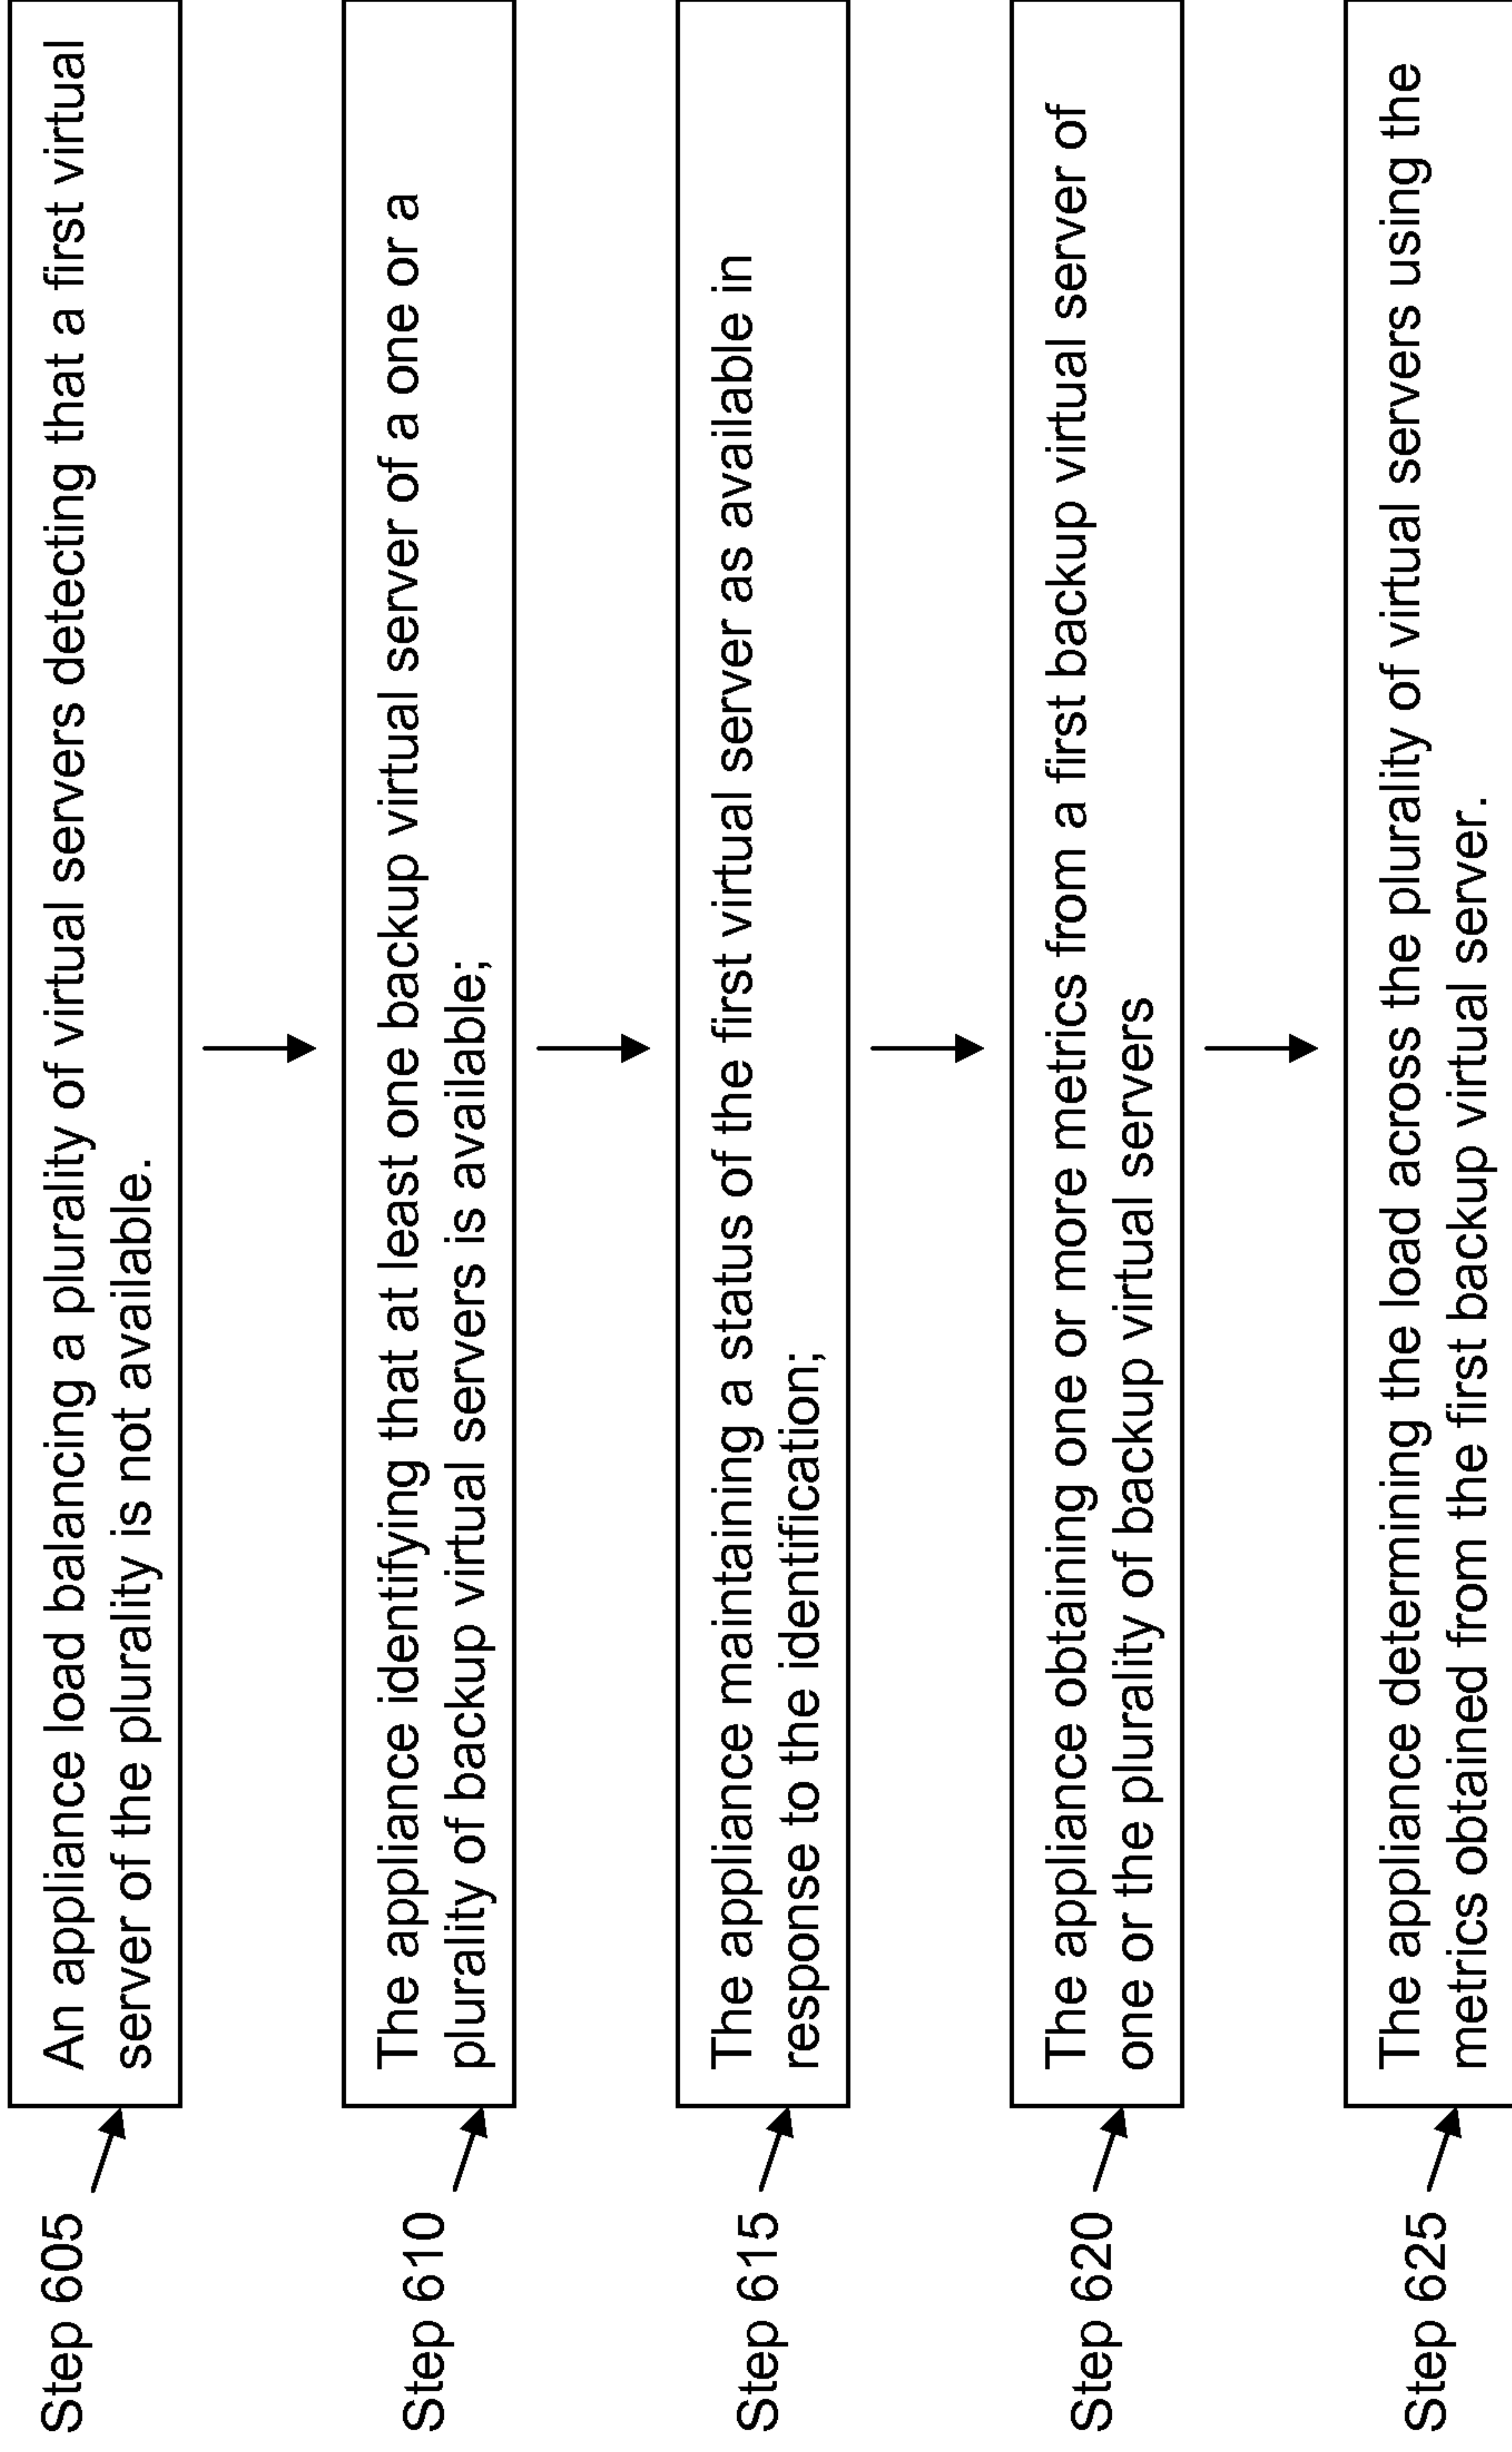 Step 605
An appliance load balancing a plurality of virtual servers detecting that a first virtual
server of the plurality is not available.
Step 610
The appliance identifying that at least one backup virtual server of a one or a
plurality of backup virtual servers is available;
Step 615
The appliance maintaining a status of the first virtual server as available in
response to the identification;
Step 620
The appliance obtaining one or more metrics from a first backup virtual server of
one or the plurality of backup virtual servers
Step 625
The appliance determining the load across the plurality of virtual servers using the
metrics obtained from the first backup virtual server.